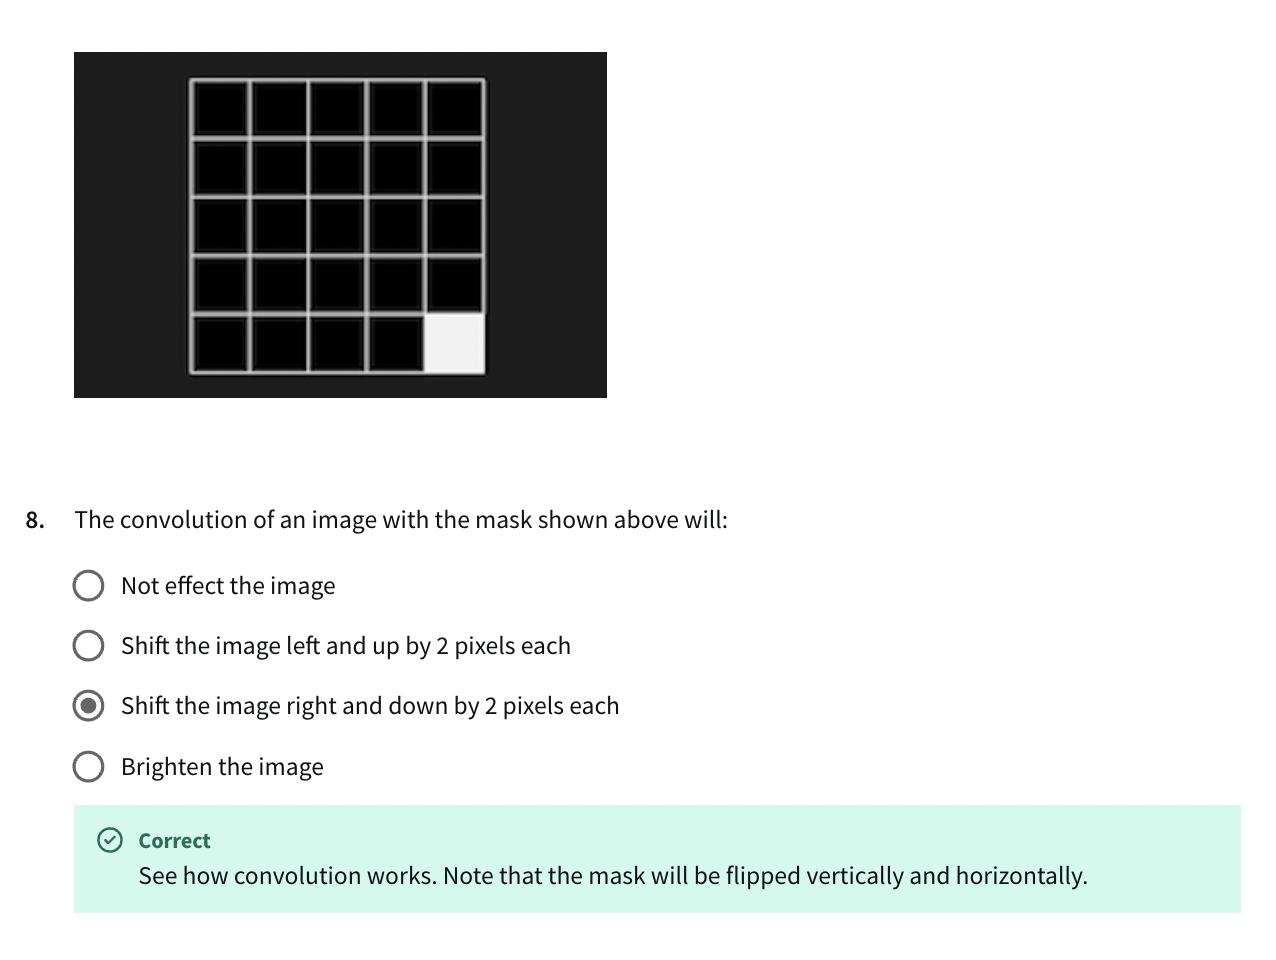 8. The convolution of an image with the mask shown above will:
Not effect the image
Shift the image left and up by 2 pixels each
Shift the image right and down by 2 pixels each
Brighten the image
Correct
See how convolution works. Note that the mask will be flipped vertically and horizontally.